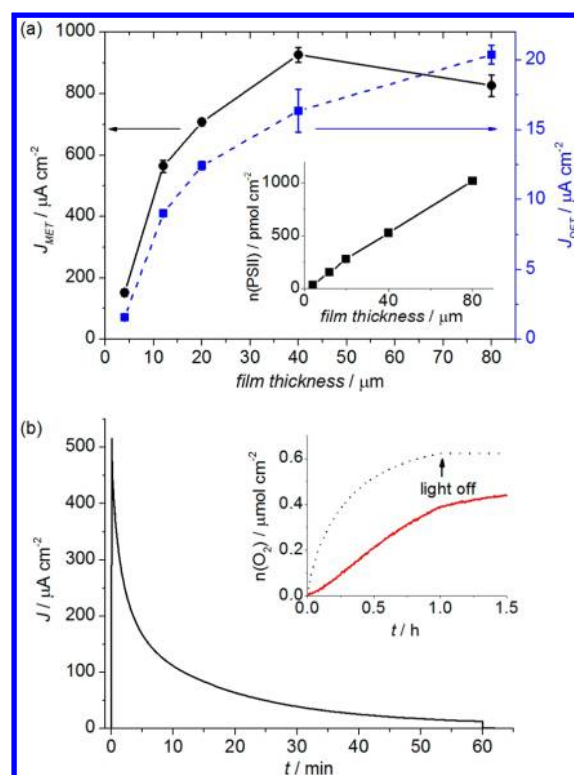 (a)
1000
800
600
400
200
0
J_MET / μA cm⁻²
0 10 20 30 40 50 60 70 80
film thickness / μm
20
15
10
5
0
J_DET / μA cm⁻²
1000
500
0
n(PSII) / pmol cm⁻²
0 40 80
film thickness / μm
(b)
500
400
300
200
100
0
J / μA cm⁻²
0 10 20 30 40 50 60
t / min
0.6
0.4
0.2
0.0
n(O₂) / μmol cm⁻²
light off
0.0 0.5 1.0 1.5
t / h